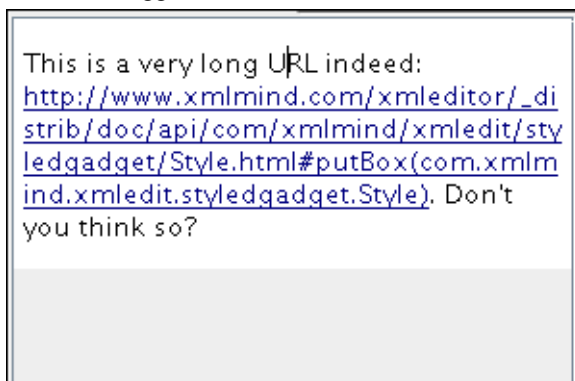 This is a very long URL indeed:
http://www.xmlmind.com/xmleditor/_di
strib/doc/api/com/xmlmind/xmledit/sty
ledgadget/Style.html#putBox(com.xmlm
ind.xmledit.styledgadget.Style). Don't
you think so?